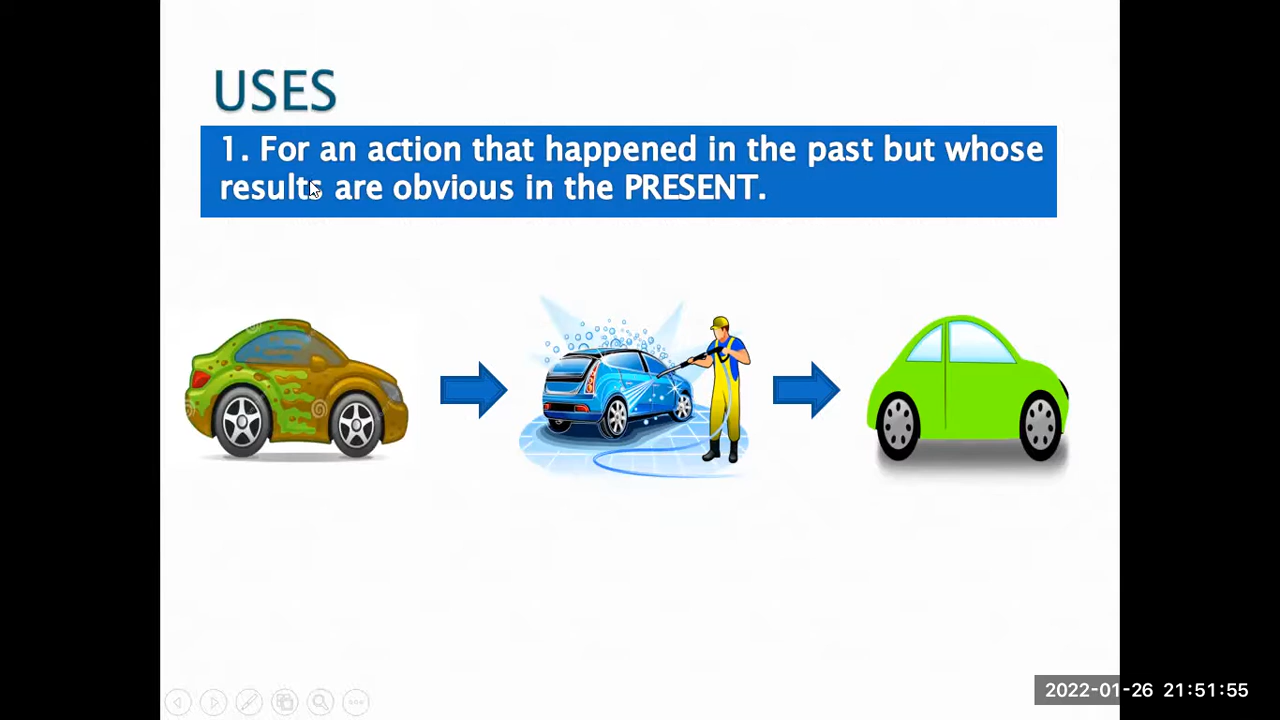 USES
1. For an action that happened in the past but whose
results are obvious in the PRESENT.
2022-01-26 21:51:55